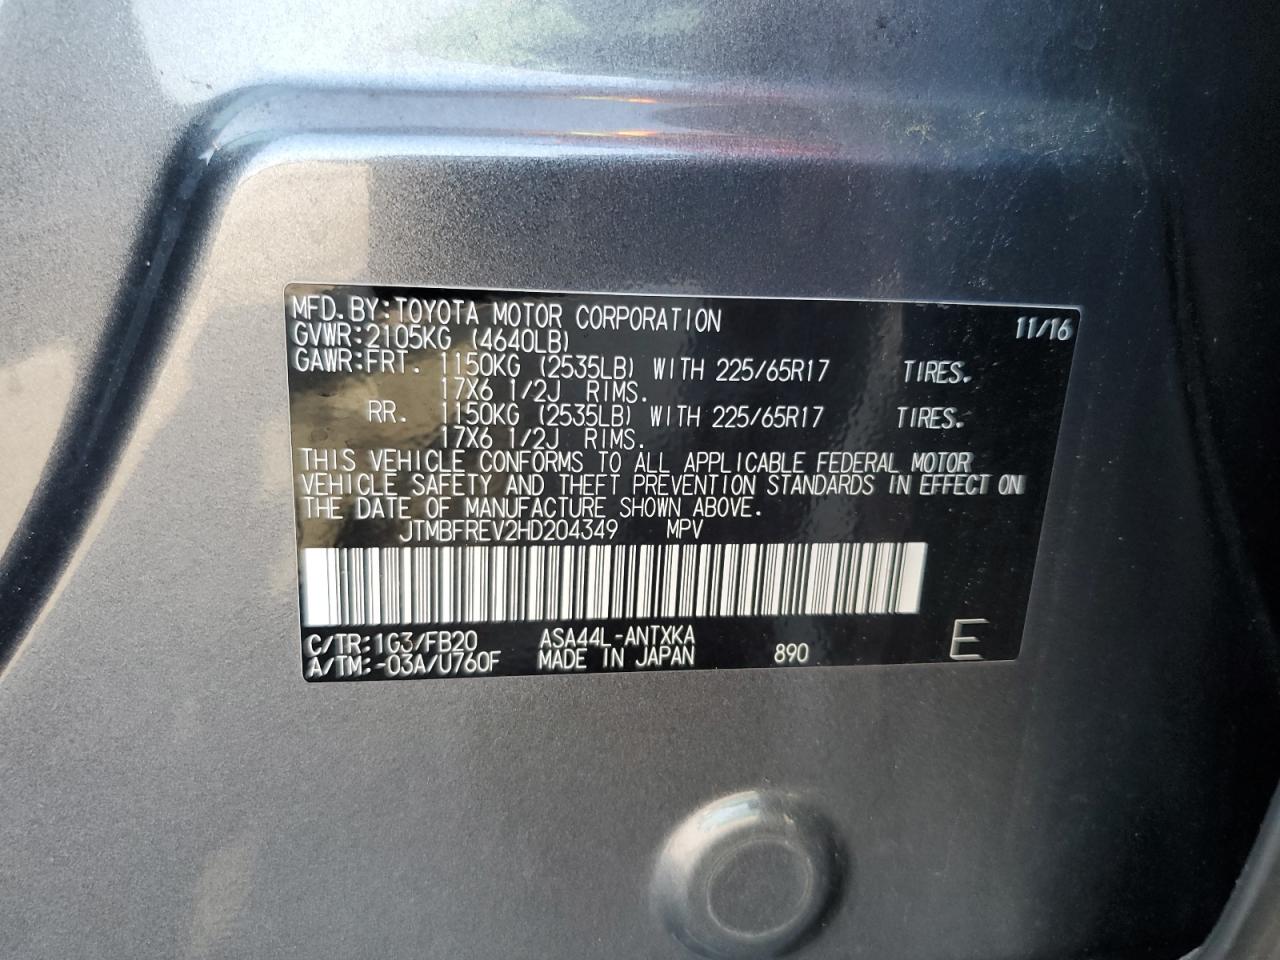 MFD.BY:TOYOTA MOTOR CORPORATION 11/16
GVWR:2105KG (4640LB)
GAWR:FRT. 1150KG (2535LB) WITH 225/65R17 TIRES.
17X6 1/2J RIMS.
RR. 1150KG (2535LB) WITH 225/65R17 TIRES.
17X6 1/2J RIMS.
THIS VEHICLE CONFORMS TO ALL APPLICABLE FEDERAL MOTOR
VEHICLE SAFETY AND THEFT PREVENTION STANDARDS IN EFFECT ON
THE DATE OF MANUFACTURE SHOWN ABOVE.
JTMBFREV2HD204349 MPV
C/TR:1G3/FB20 ASA44L-ANTXKA
A/TM:-03A/U760F MADE IN JAPAN 890 E